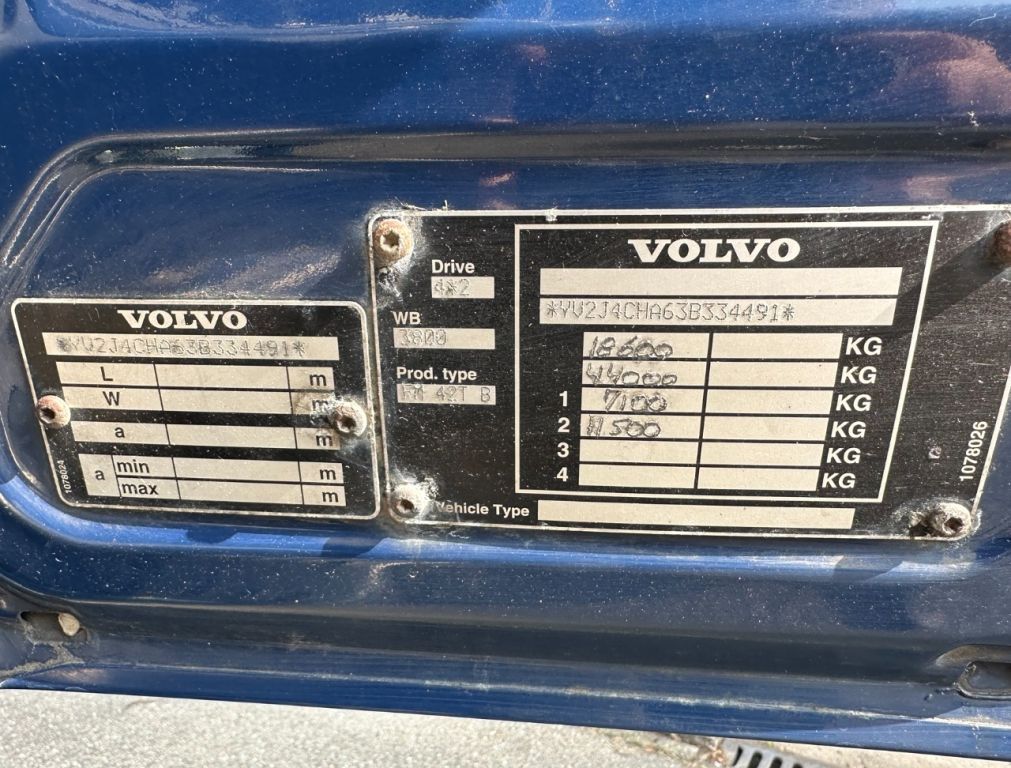 VOLVO
*YV2J4CHA63B334491*
L m
W m
a m
a
min m
max m
1078024
Drive
4*2
WB
3800
Prod. type
FM 42T B
VOLVO
*YV2J4CHA63B334491*
18600 KG
44000 KG
1 7100 KG
2 11500 KG
3 KG
4 KG
Vehicle Type
1078026